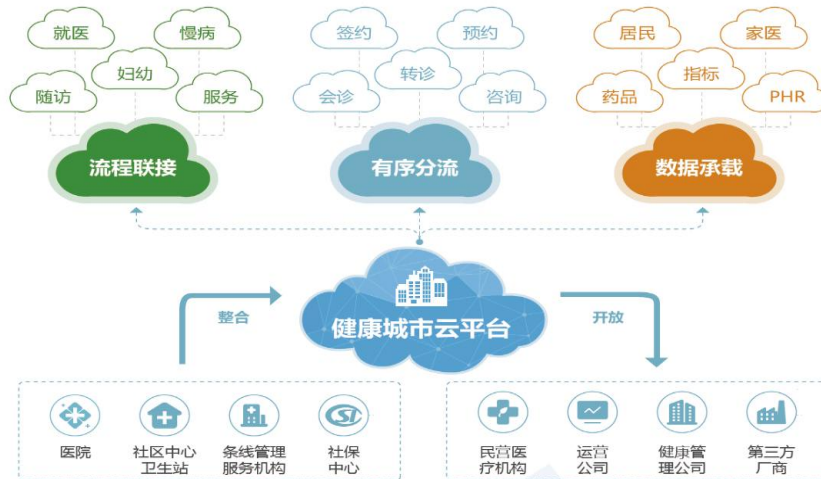 就医
慢病
签约
预约
居民
家医
妇幼
转诊
指标
随访
服务
会诊
咨询
药品
PHR
流程联接
有序分流
数据承载
整合
健康城市云平台
开放
医院
社区中心
卫生站
条线管理
服务机构
社保
中心
民营医
疗机构
运营
公司
健康管
理公司
第三方
厂商